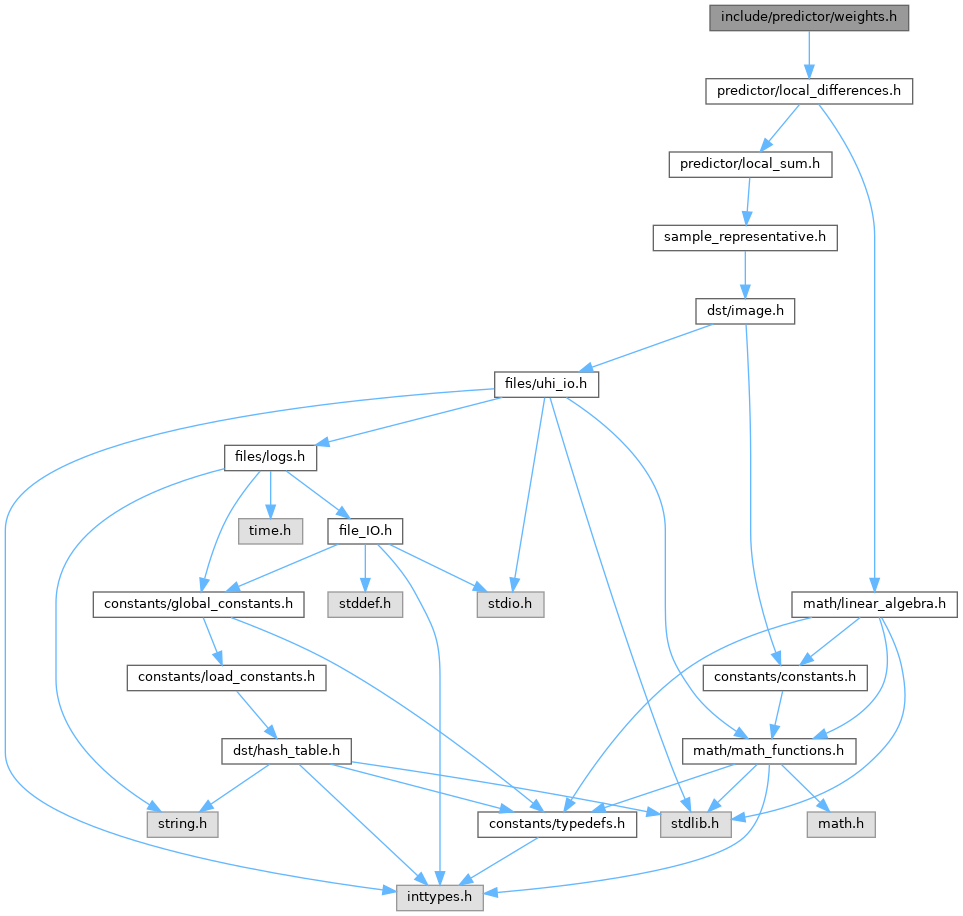 include/predictor/weights.h
predictor/local_differences.h
predictor/local_sum.h
sample_representative.h
dst/image.h
files/uhi_io.h
files/logs.h
time.h
file_IO.h
constants/global_constants.h
stddef.h
stdio.h
math/linear_algebra.h
constants/load_constants.h
constants/constants.h
dst/hash_table.h
math/math_functions.h
string.h
constants/typedefs.h
stdlib.h
math.h
inttypes.h